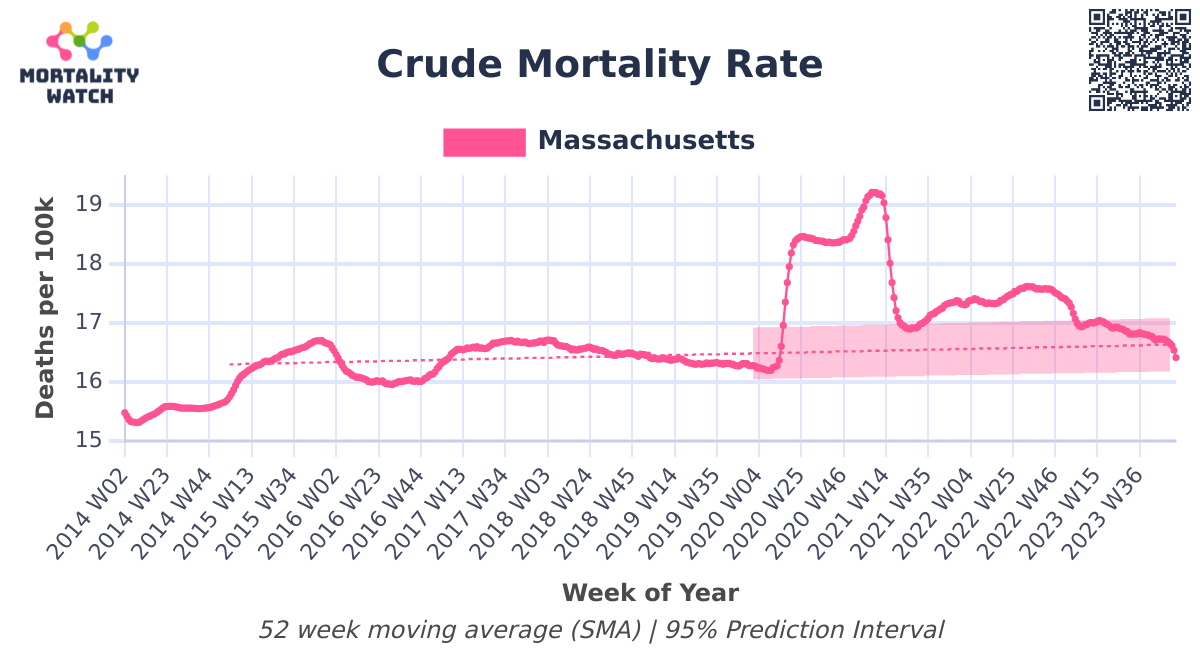 MORTALITY
WATCH
Crude Mortality Rate
Massachusetts
Deaths per 100k
19
18
17
16
15
2014 W02
2014 W23
2014 W44
2015 W13
2015 W34
2016 W02
2016 W23
2016 W44
2017 W13
2017 W34
2018 W03
2018 W24
2018 W45
2019 W14
2019 W35
2020 W04
2020 W25
2020 W46
2021 W14
2021 W35
2022 W04
2022 W25
2022 W46
2023 W15
2023 W36
Week of Year
52 week moving average (SMA) | 95% Prediction Interval